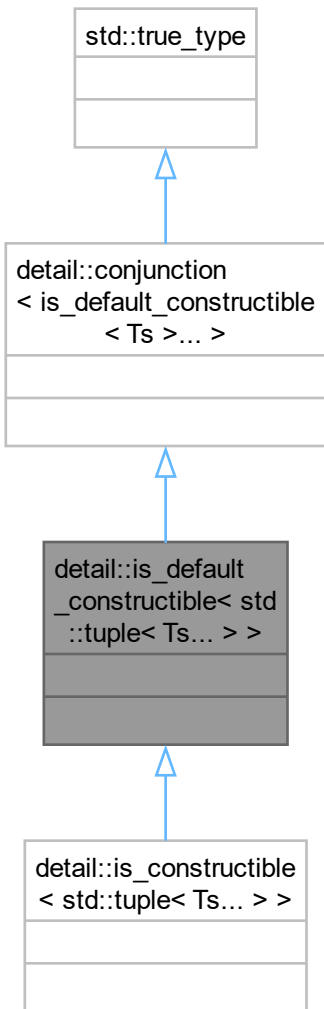 std::true_type
detail::conjunction
< is_default_constructible
< Ts >... >
detail::is_default
_constructible< std
::tuple< Ts... > >
detail::is_constructible
< std::tuple< Ts... > >